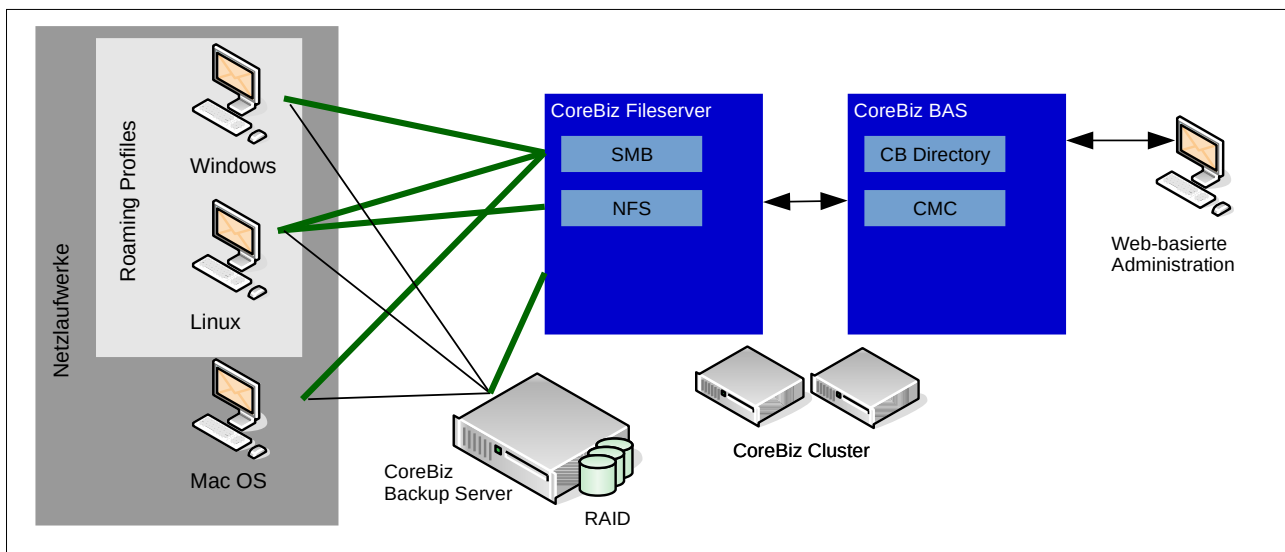 Netzlaufwerke
Roaming Profiles
Windows
Linux
Mac OS
CoreBiz Fileserver
SMB
NFS
CoreBiz BAS
CB Directory
CMC
Web-basierte
Administration
CoreBiz Cluster
CoreBiz
Backup Server
RAID